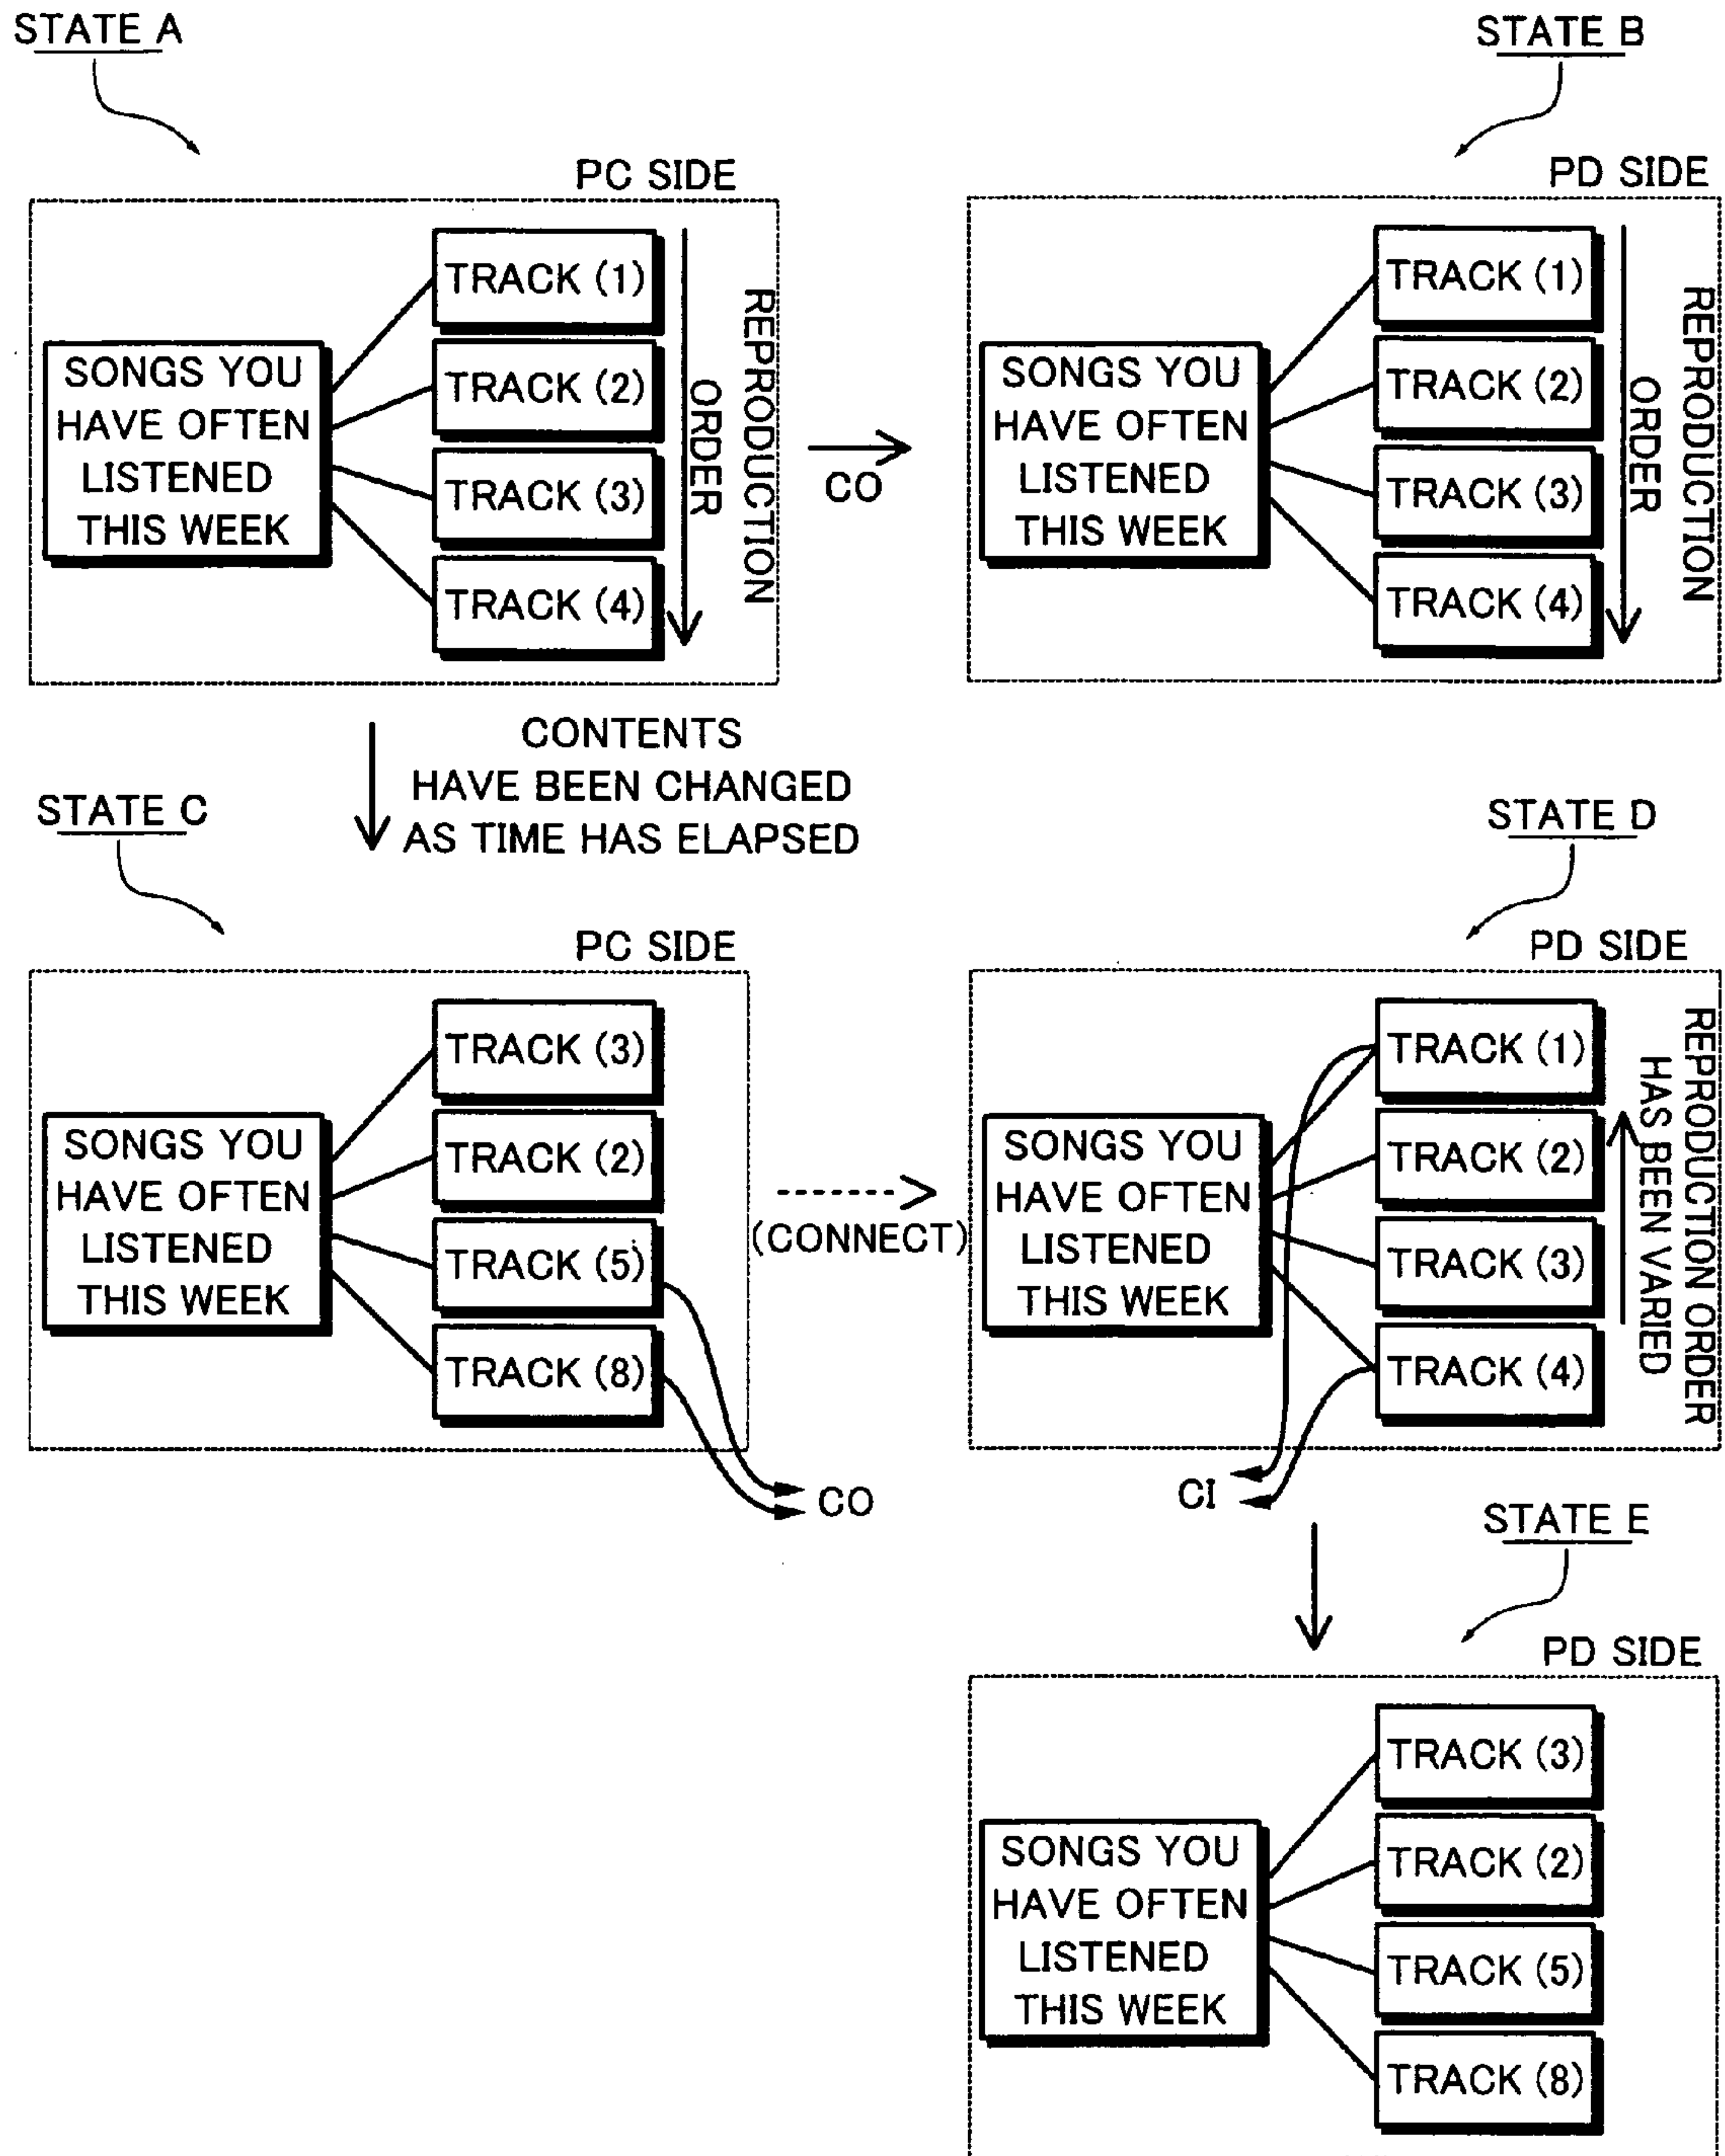 STATE A
STATE B
PC SIDE
SONGS YOU
HAVE OFTEN
LISTENED
THIS WEEK
TRACK (1)
TRACK (2)
TRACK (3)
TRACK (4)
REPRODUCTION
ORDER
CO
PD SIDE
SONGS YOU
HAVE OFTEN
LISTENED
THIS WEEK
TRACK (1)
TRACK (2)
TRACK (3)
TRACK (4)
REPRODUCTION
ORDER
CONTENTS
HAVE BEEN CHANGED
AS TIME HAS ELAPSED
STATE C
STATE D
PC SIDE
SONGS YOU
HAVE OFTEN
LISTENED
THIS WEEK
TRACK (3)
TRACK (2)
TRACK (5)
TRACK (8)
CO
(CONNECT)
PD SIDE
SONGS YOU
HAVE OFTEN
LISTENED
THIS WEEK
TRACK (1)
TRACK (2)
TRACK (3)
TRACK (4)
REPRODUCTION ORDER
HAS BEEN VARIED
CI
STATE E
PD SIDE
SONGS YOU
HAVE OFTEN
LISTENED
THIS WEEK
TRACK (3)
TRACK (2)
TRACK (5)
TRACK (8)